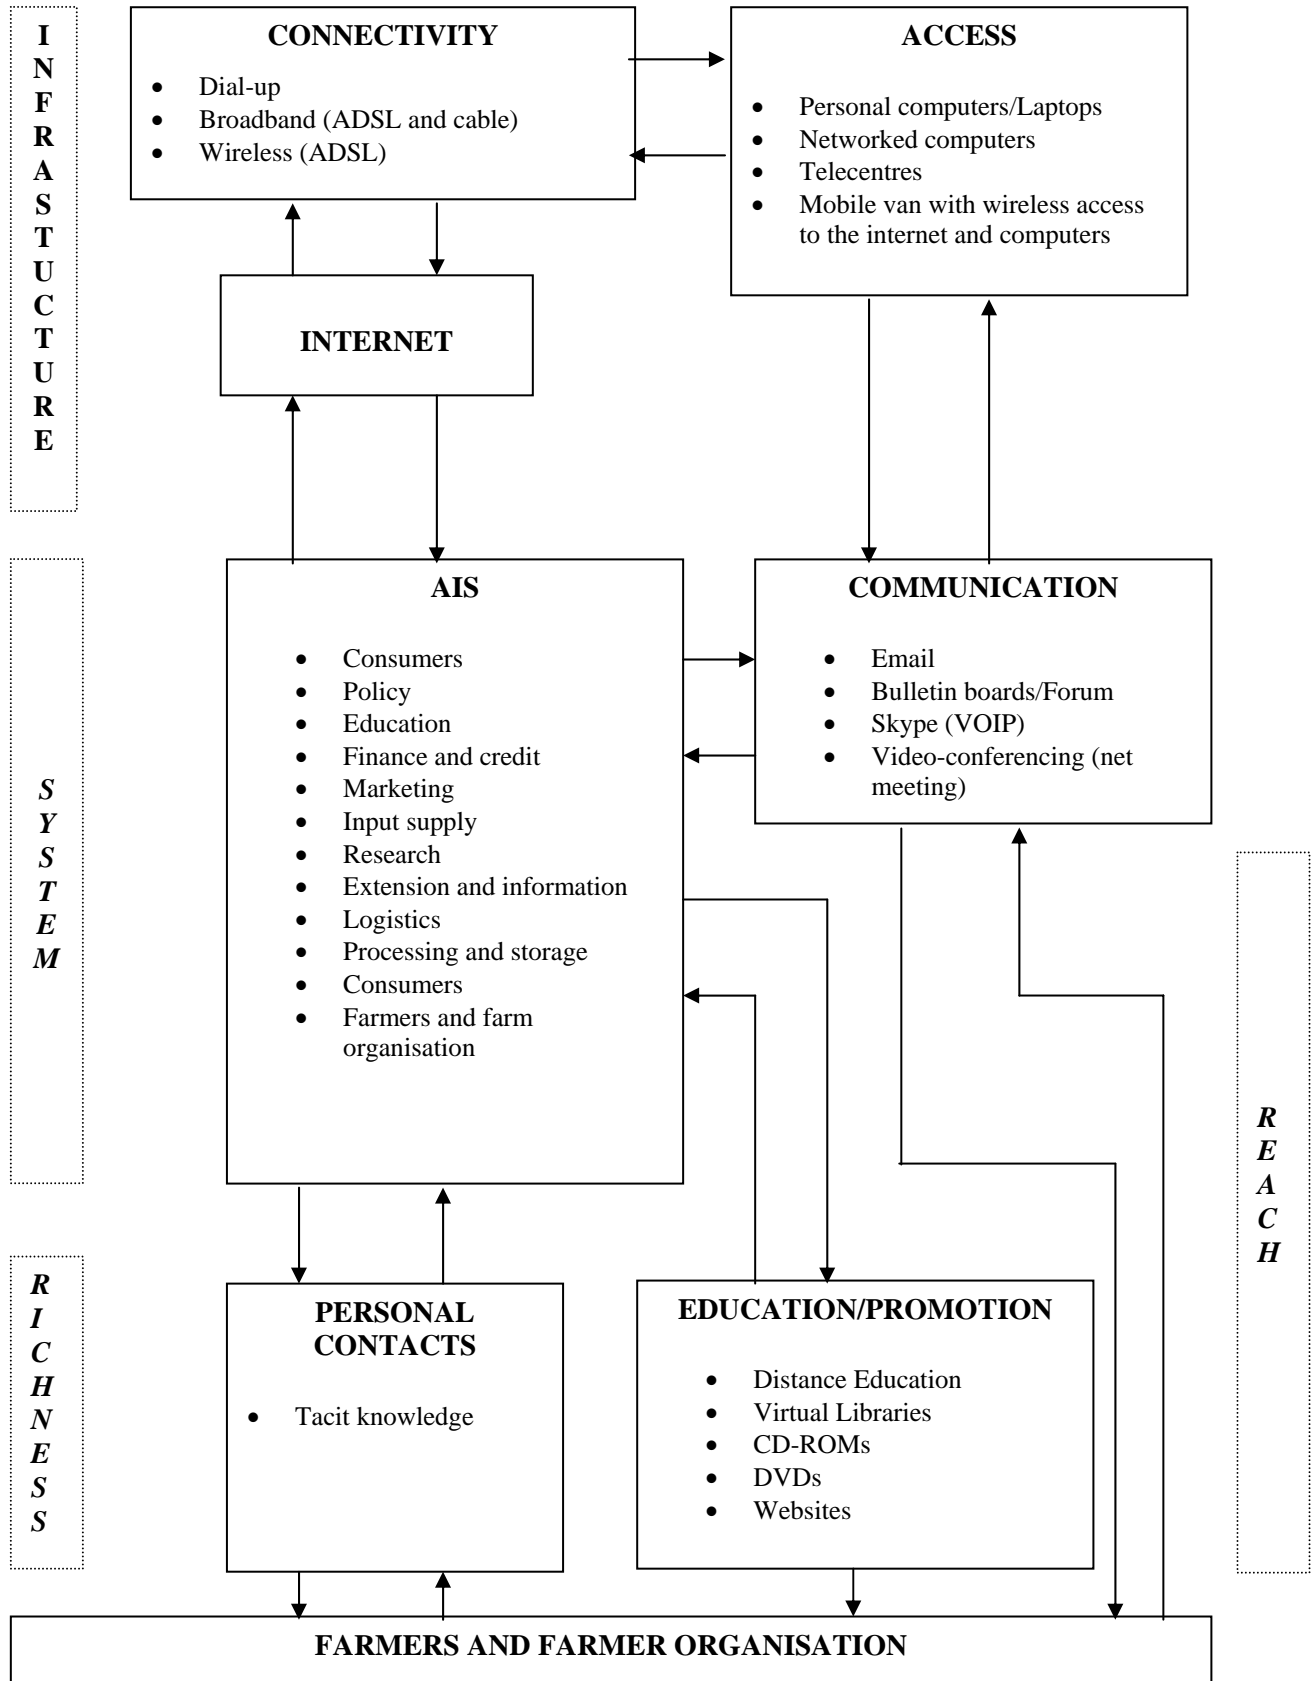 INFRASTUCTURE
CONNECTIVITY
• Dial-up
• Broadband (ADSL and cable)
• Wireless (ADSL)
ACCESS
• Personal computers/Laptops
• Networked computers
• Telecentres
• Mobile van with wireless access
to the internet and computers
INTERNET
SYSTEM
AIS
• Consumers
• Policy
• Education
• Finance and credit
• Marketing
• Input supply
• Research
• Extension and information
• Logistics
• Processing and storage
• Consumers
• Farmers and farm
organisation
COMMUNICATION
• Email
• Bulletin boards/Forum
• Skype (VOIP)
• Video-conferencing (net
meeting)
REACH
RICHNESS
PERSONAL
CONTACTS
• Tacit knowledge
EDUCATION/PROMOTION
• Distance Education
• Virtual Libraries
• CD-ROMs
• DVDs
• Websites
FARMERS AND FARMER ORGANISATION